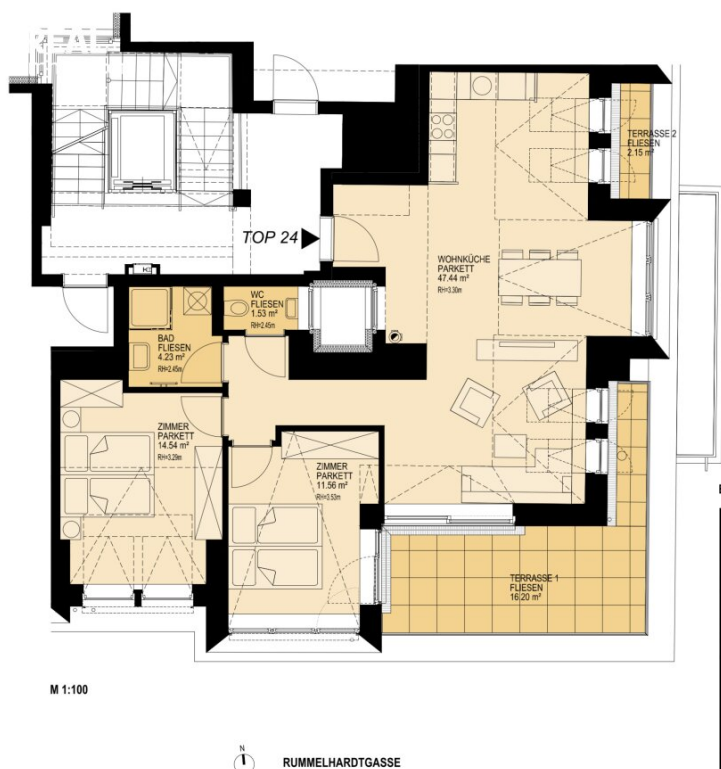 TERRASSE 2
FLIESEN
2.15 m²
TOP 24
WOHNKÜCHE
PARKETT
47.44 m²
RH=3.30m
WC
FLIESEN
1.53 m²
RH=2.45m
BAD
FLIESEN
4.23 m²
RH=2.45m
ZIMMER
PARKETT
14.54 m²
RH=3.29m
ZIMMER
PARKETT
11.56 m²
RH=3.53m
TERRASSE 1
FLIESEN
16.20 m²
M 1:100
N
RUMMELHARDTGASSE